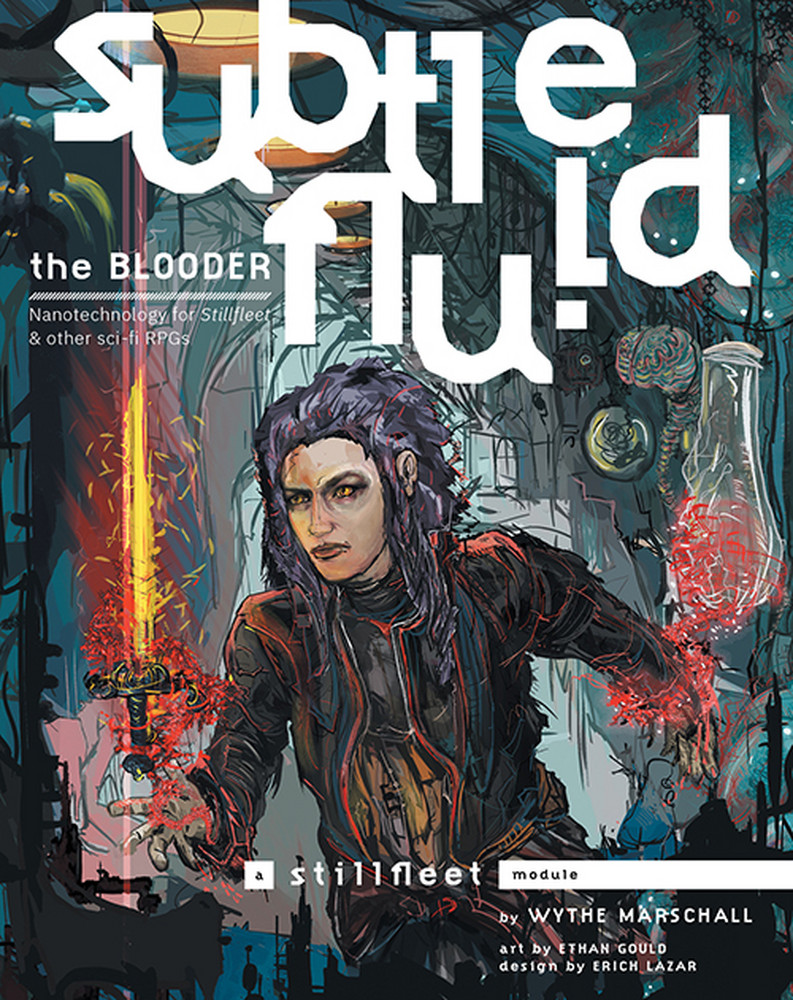 subtle
fluid
the BLOODER
Nanotechnology for Stillfleet
& other sci-fi RPGs
a stillfleet module
by WYTHE MARSCHALL
art by ETHAN GOULD
design by ERICH LAZAR